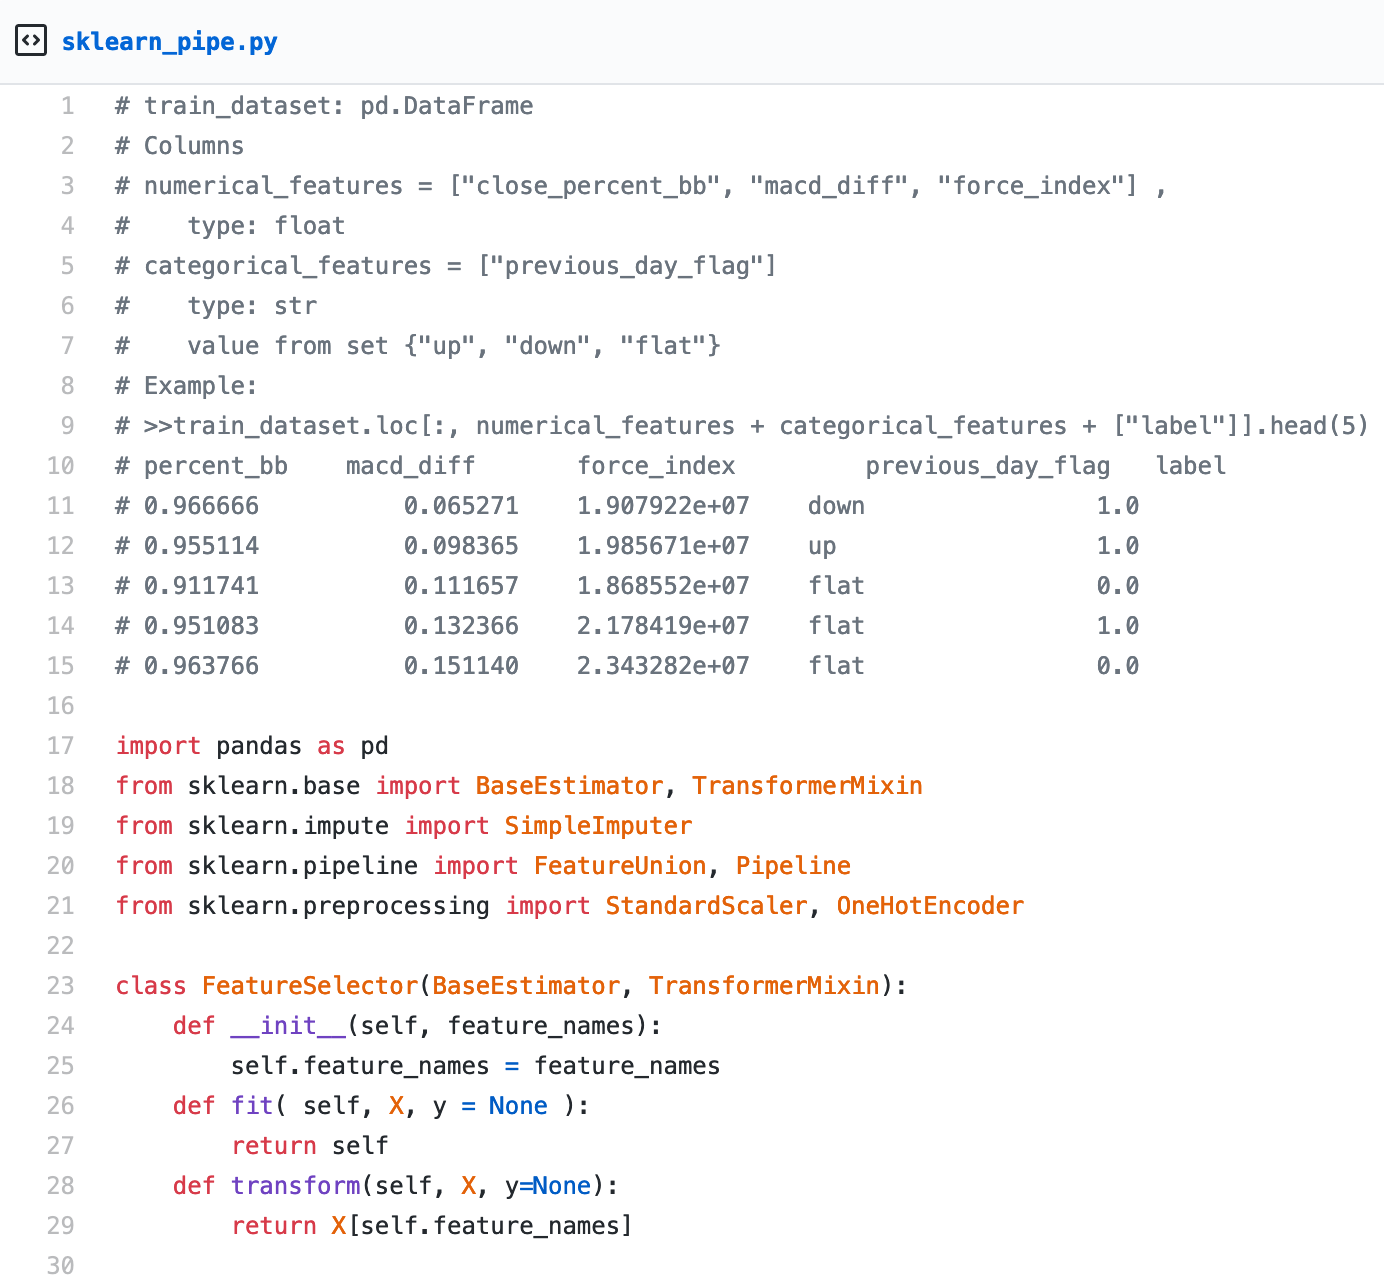 sklearn_pipe.py
1 # train_dataset: pd.DataFrame
2 # Columns
3 # numerical_features = ["close_percent_bb", "macd_diff", "force_index"] ,
4 #    type: float
5 # categorical_features = ["previous_day_flag"]
6 #    type: str
7 #    value from set {"up", "down", "flat"}
8 # Example:
9 # >>train_dataset.loc[:, numerical_features + categorical_features + ["label"]].head(5)
10 # percent_bb    macd_diff       force_index         previous_day_flag   label
11 # 0.966666          0.065271    1.907922e+07    down                1.0
12 # 0.955114          0.098365    1.985671e+07    up                  1.0
13 # 0.911741          0.111657    1.868552e+07    flat                0.0
14 # 0.951083          0.132366    2.178419e+07    flat                1.0
15 # 0.963766          0.151140    2.343282e+07    flat                0.0
16
17 import pandas as pd
18 from sklearn.base import BaseEstimator, TransformerMixin
19 from sklearn.impute import SimpleImputer
20 from sklearn.pipeline import FeatureUnion, Pipeline
21 from sklearn.preprocessing import StandardScaler, OneHotEncoder
22
23 class FeatureSelector(BaseEstimator, TransformerMixin):
24     def __init__(self, feature_names):
25         self.feature_names = feature_names
26     def fit( self, X, y = None ):
27         return self
28     def transform(self, X, y=None):
29         return X[self.feature_names]
30